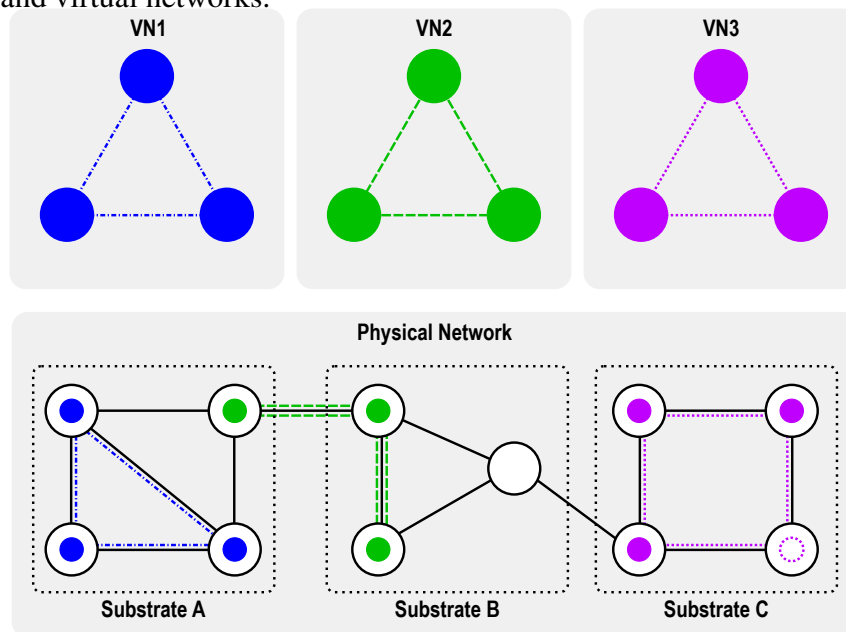 and virtual networks.
VN1
VN2
VN3
Physical Network
Substrate A
Substrate B
Substrate C